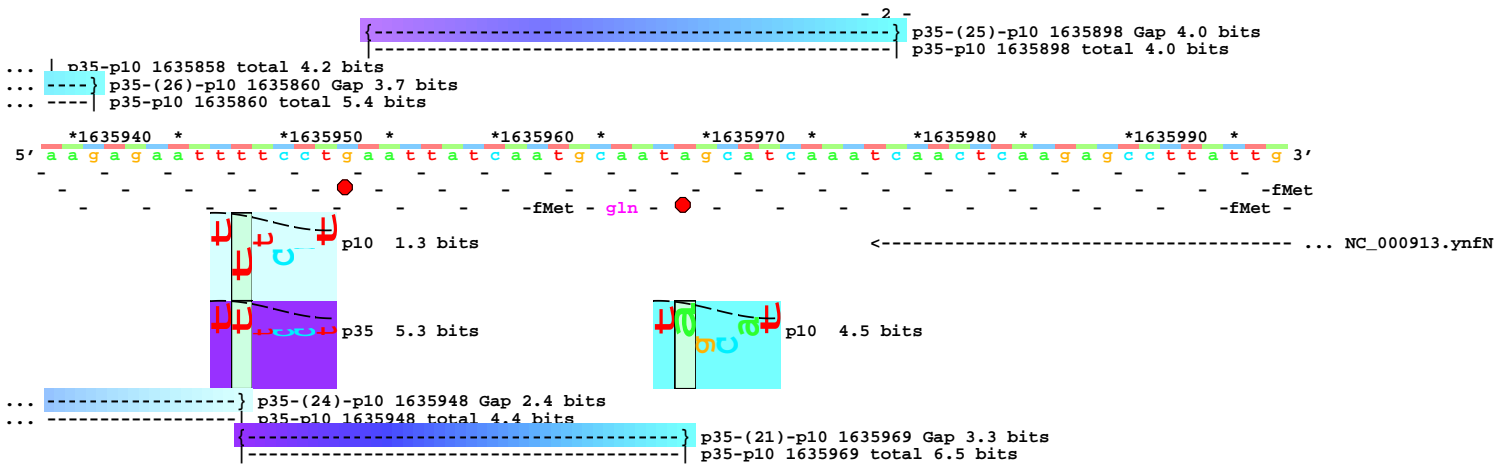 - 2 -
{-------------------------------------------------} p35-(25)-p10 1635898 Gap 4.0 bits
|-------------------------------------------------| p35-p10 1635898 total 4.0 bits
... | p35-p10 1635858 total 4.2 bits
... ----} p35-(26)-p10 1635860 Gap 3.7 bits
... ----| p35-p10 1635860 total 5.4 bits
*1635940 * *1635950 * *1635960 * *1635970 * *1635980 * *1635990 *
5' a a g a g a a t t t t c c t g a a t t a t c a a t g c a a t a g c a t c a a a t c a a c t c a a g a g c c t t a t t g 3'
- - - - - - - - - - - - - - - - - - - -
- - - - - - - - - - - - - - - - - - -fMet
- - - - - - - -fMet - gln - - - - - - - - - -fMet -
t t t c t p10 1.3 bits
<--------------------------------------- ... NC_000913.ynfN
t t t c c t p35 5.3 bits
t a g c a t p10 4.5 bits
... ------------------} p35-(24)-p10 1635948 Gap 2.4 bits
... ------------------| p35-p10 1635948 total 4.4 bits
{-----------------------------------------} p35-(21)-p10 1635969 Gap 3.3 bits
|-----------------------------------------| p35-p10 1635969 total 6.5 bits